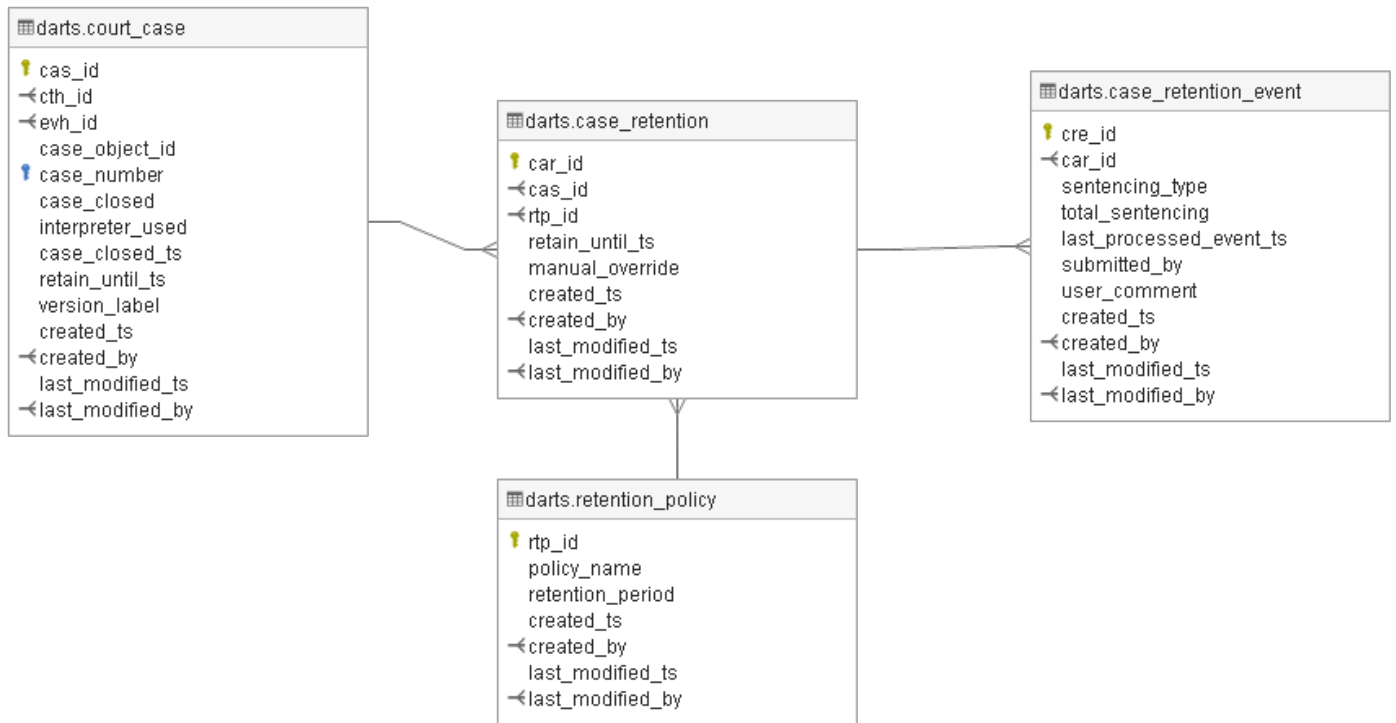 darts.court_case
cas_id
cth_id
evh_id
case_object_id
case_number
case_closed
interpreter_used
case_closed_ts
retain_until_ts
version_label
created_ts
created_by
last_modified_ts
last_modified_by
darts.case_retention
car_id
cas_id
rtp_id
retain_until_ts
manual_override
created_ts
created_by
last_modified_ts
last_modified_by
darts.case_retention_event
cre_id
car_id
sentencing_type
total_sentencing
last_processed_event_ts
submitted_by
user_comment
created_ts
created_by
last_modified_ts
last_modified_by
darts.retention_policy
rtp_id
policy_name
retention_period
created_ts
created_by
last_modified_ts
last_modified_by